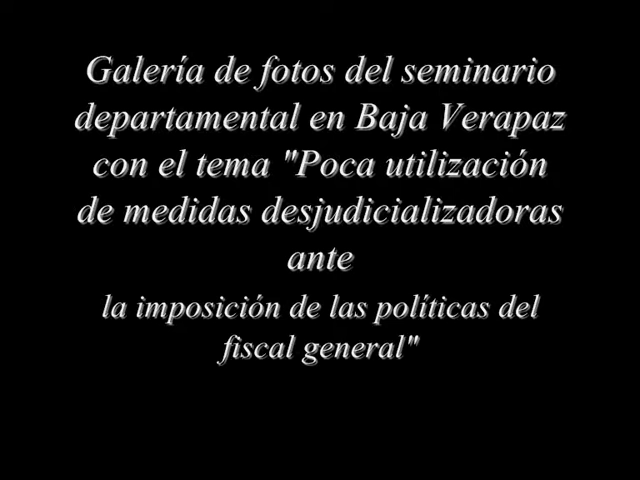 Galería de fotos del seminario
departamental en Baja Verapaz
con el tema "Poca utilización
de medidas desjudicializadoras
ante
la imposición de las políticas del
fiscal general"